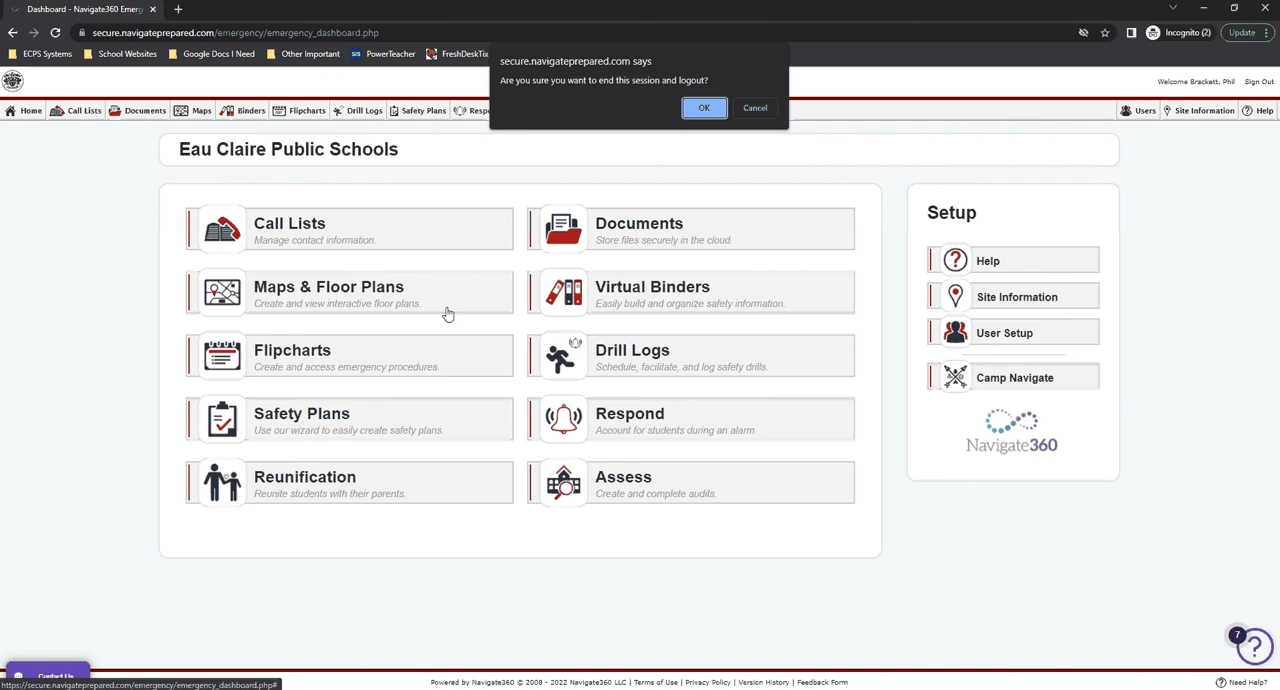 Dashboard - Navigate360 Emerg
secure.navigateprepared.com/emergency/emergency_dashboard.php
Incognito (2)
Update
ECPS Systems
School Websites
Google Docs I Need
Other Important
SIS PowerTeacher
FreshDeskTix
secure.navigateprepared.com says
Are you sure you want to end this session and logout?
OK
Cancel
Welcome Brackett, Phil
Sign Out
Home
Call Lists
Documents
Maps
Binders
Flipcharts
Drill Logs
Safety Plans
Respo
Users
Site Information
Help
Eau Claire Public Schools
Call Lists
Manage contact information.
Documents
Store files securely in the cloud.
Maps & Floor Plans
Create and view interactive floor plans.
Virtual Binders
Easily build and organize safety information.
Flipcharts
Create and access emergency procedures.
Drill Logs
Schedule, facilitate, and log safety drills.
Safety Plans
Use our wizard to easily create safety plans.
Respond
Account for students during an alarm.
Reunification
Reunite students with their parents.
Assess
Create and complete audits.
Setup
Help
Site Information
User Setup
Camp Navigate
Navigate360
7
Contact Us
https://secure.navigateprepared.com/emergency/emergency_dashboard.php#
Powered by Navigate360 © 2008 - 2022 Navigate360 LLC | Terms of Use | Privacy Policy | Version History | Feedback Form
Need Help?